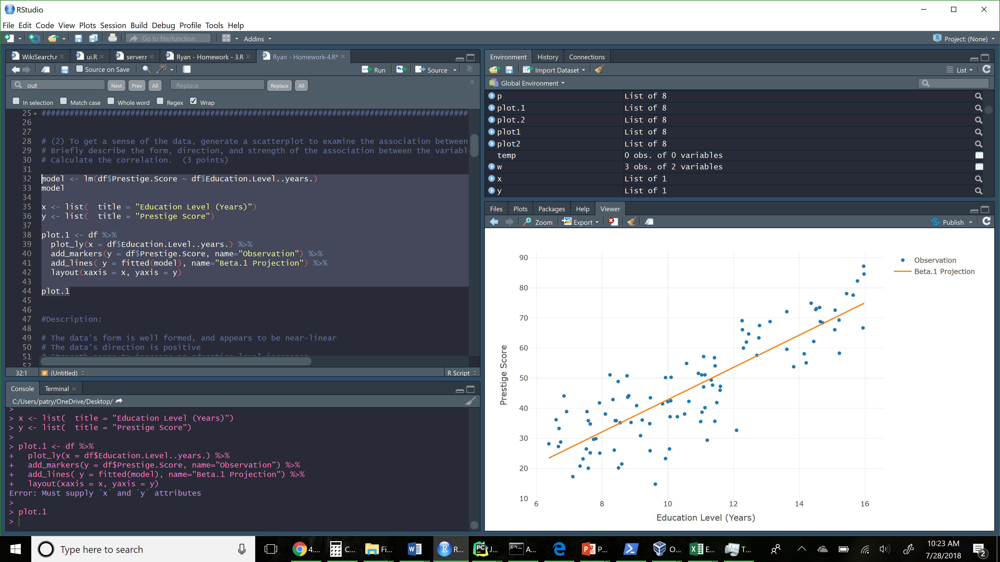 RStudio
File Edit Code View Plots Session Build Debug Profile Tools Help
Go to file/function
Addins
Project: (None)
WikiSearch.r
ui.R
server.r
Ryan - Homework - 3.R
Ryan - Homework-4.R*
Source on Save
Run
Source
out
Next
Prev
All
Replace
Replace
All
In selection
Match case
Whole word
Regex
Wrap
25 ####################################################################
26
27
28 # (2) To get a sense of the data, generate a scatterplot to examine the association between
29 # Briefly describe the form, direction, and strength of the association between the variabl
30 # Calculate the correlation.  (3 points)
31
32 model <- lm(df$Prestige.Score ~ df$Education.Level..years.)
33 model
34
35 x <- list(  title = "Education Level (Years)")
36 y <- list(  title = "Prestige Score")
37
38 plot.1 <- df %>%
39   plot_ly(x = df$Education.Level..years.) %>%
40   add_markers(y = df$Prestige.Score, name="Observation") %>%
41   add_lines( y = fitted(model), name="Beta.1 Projection") %>%
42   layout(xaxis = x, yaxis = y)
43
44 plot.1
45
46
47 #Description:
48
49 # The data's form is well formed, and appears to be near-linear
50 # The data's direction is positive
51 # Strength seems to increase as education level increases
52
32:1
(Untitled)
R Script
Console
Terminal
C:/Users/patry/OneDrive/Desktop/
>
> x <- list(  title = "Education Level (Years)")
> y <- list(  title = "Prestige Score")
>
> plot.1 <- df %>%
+   plot_ly(x = df$Education.Level..years.) %>%
+   add_markers(y = df$Prestige.Score, name="Observation") %>%
+   add_lines( y = fitted(model), name="Beta.1 Projection") %>%
+   layout(xaxis = x, yaxis = y)
Error: Must supply `x` and `y` attributes
>
> plot.1
>
Environment
History
Connections
Import Dataset
List
Global Environment
p List of 8
plot.1 List of 8
plot.2 List of 8
plot1 List of 8
plot2 List of 8
temp 0 obs. of 0 variables
w 3 obs. of 2 variables
x List of 1
y List of 1
Files
Plots
Packages
Help
Viewer
Zoom
Export
Publish
Observation
Beta.1 Projection
90
80
70
60
50
40
30
20
10
Prestige Score
6 8 10 12 14 16
Education Level (Years)
Type here to search
4....
C...
Fi...
R...
J...
A...
P...
O...
E...
T...
10:23 AM
7/28/2018
2